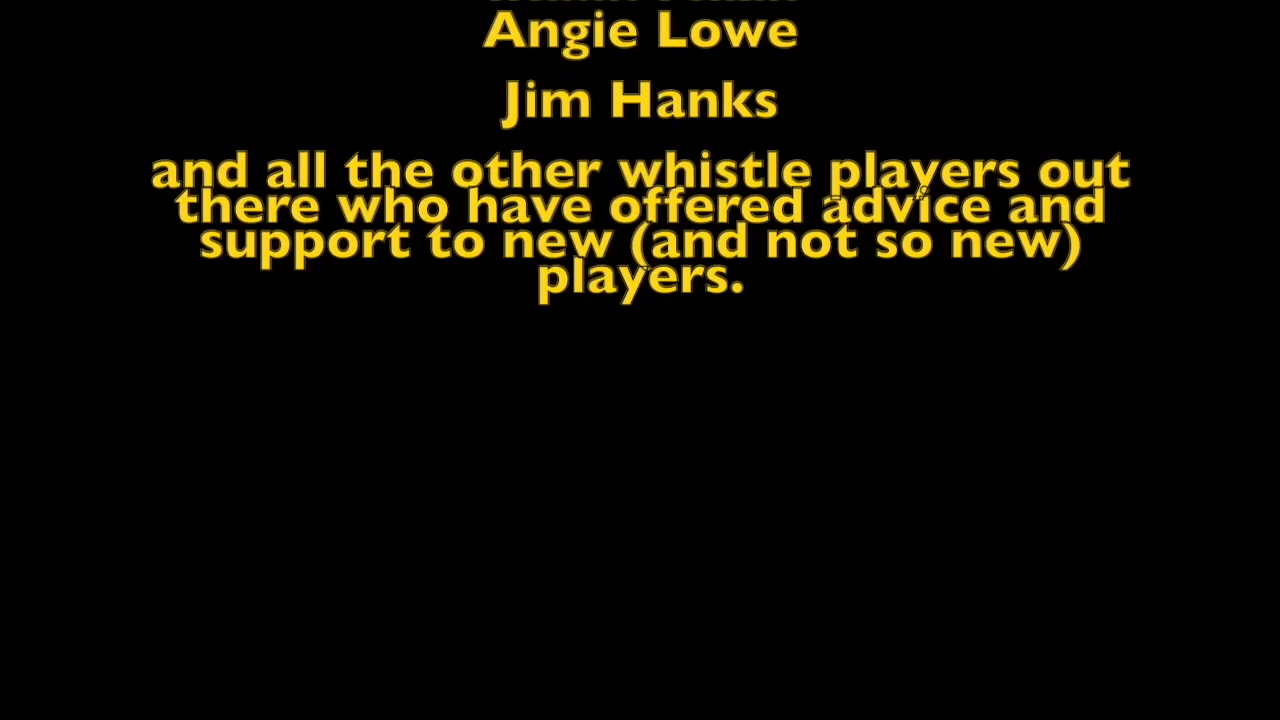 Angie Lowe
Jim Hanks
and all the other whistle players out
there who have offered advice and
support to new (and not so new)
players.